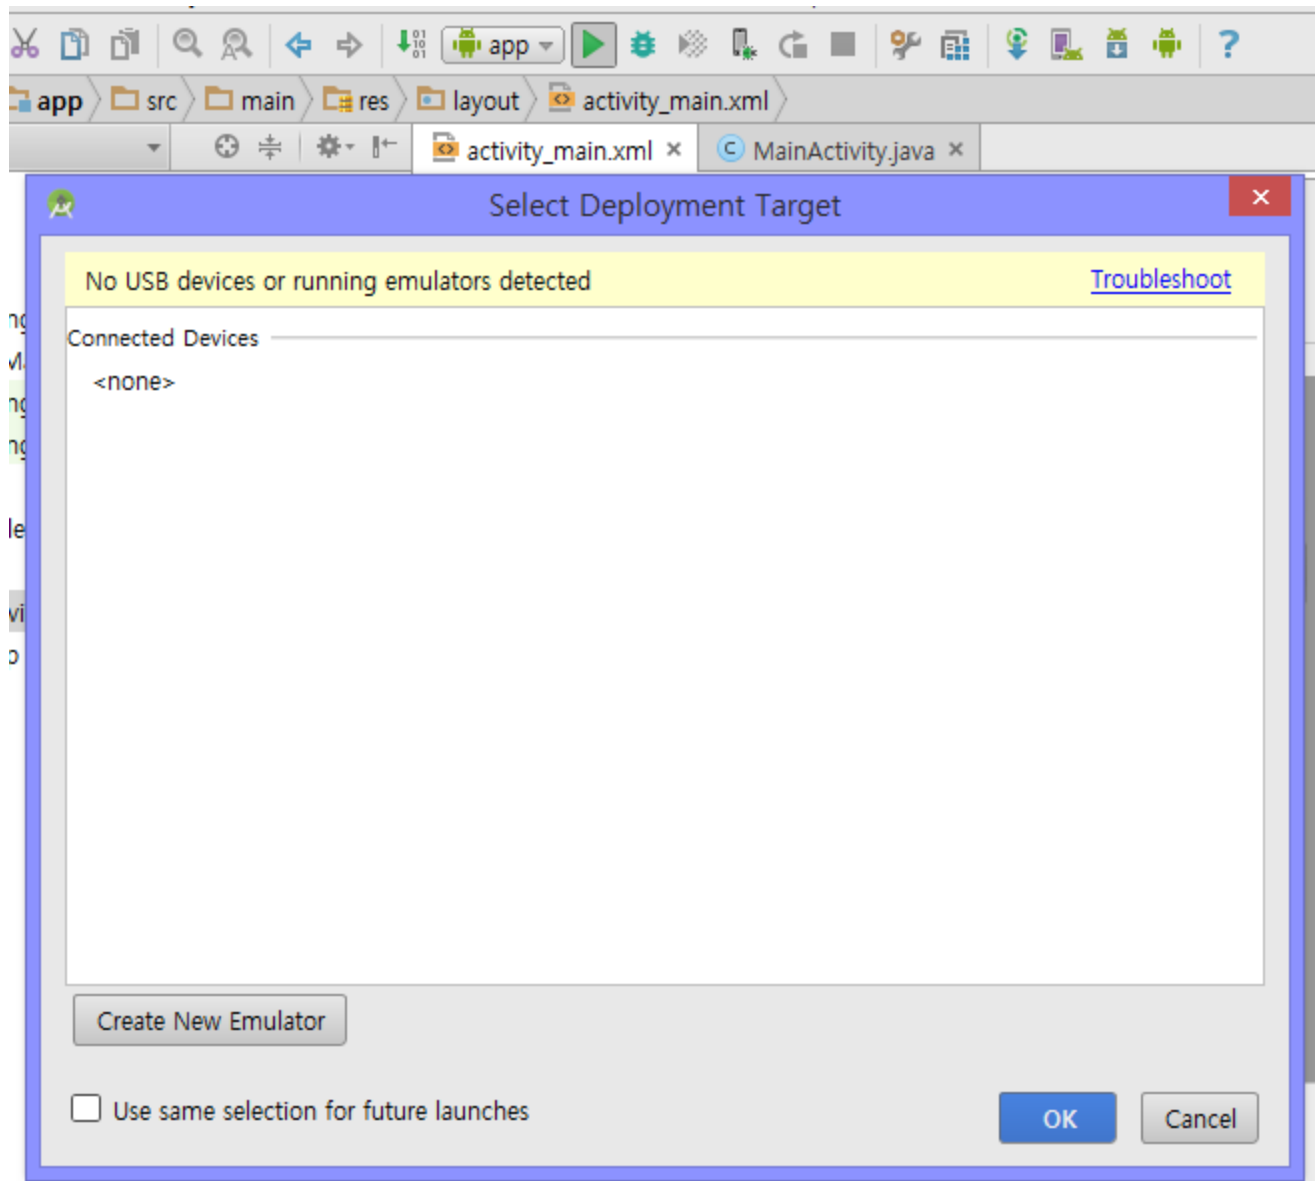 app
app src main res layout activity_main.xml
activity_main.xml MainActivity.java
Select Deployment Target
No USB devices or running emulators detected Troubleshoot
Connected Devices
<none>
Create New Emulator
Use same selection for future launches
OK Cancel